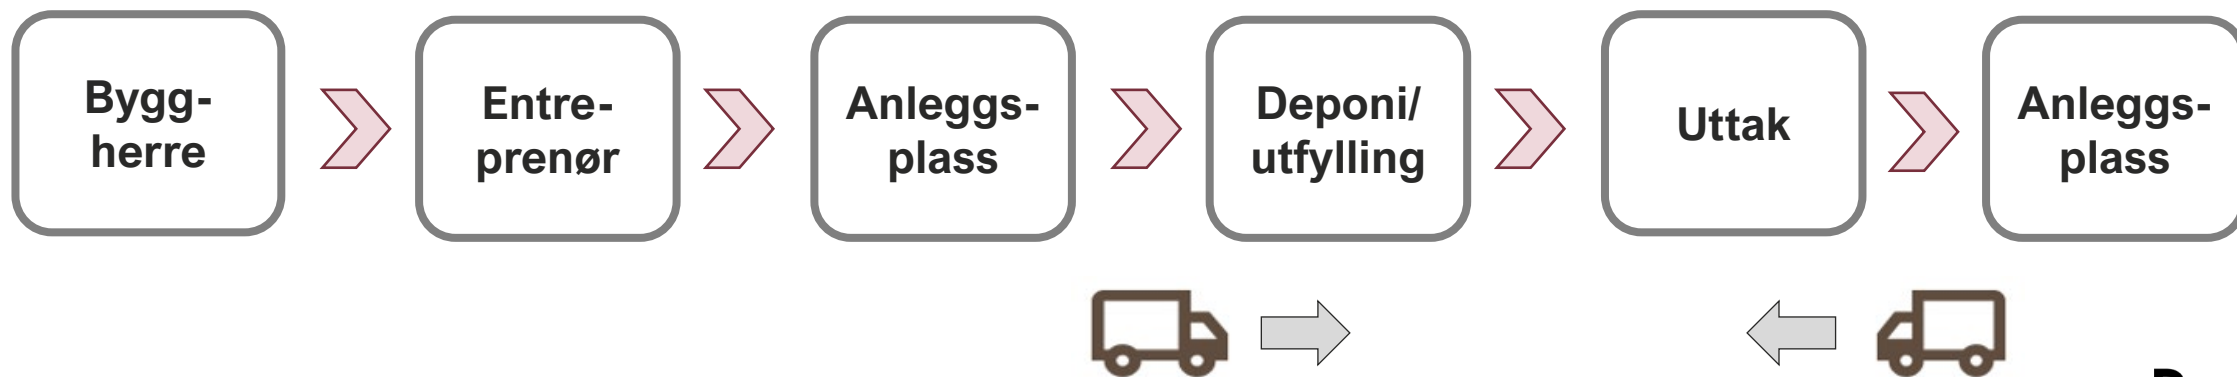 Bygg-
herre
Entre-
prenør
Anleggs-
plass
Deponi/
utfylling
Uttak
Anleggs-
plass